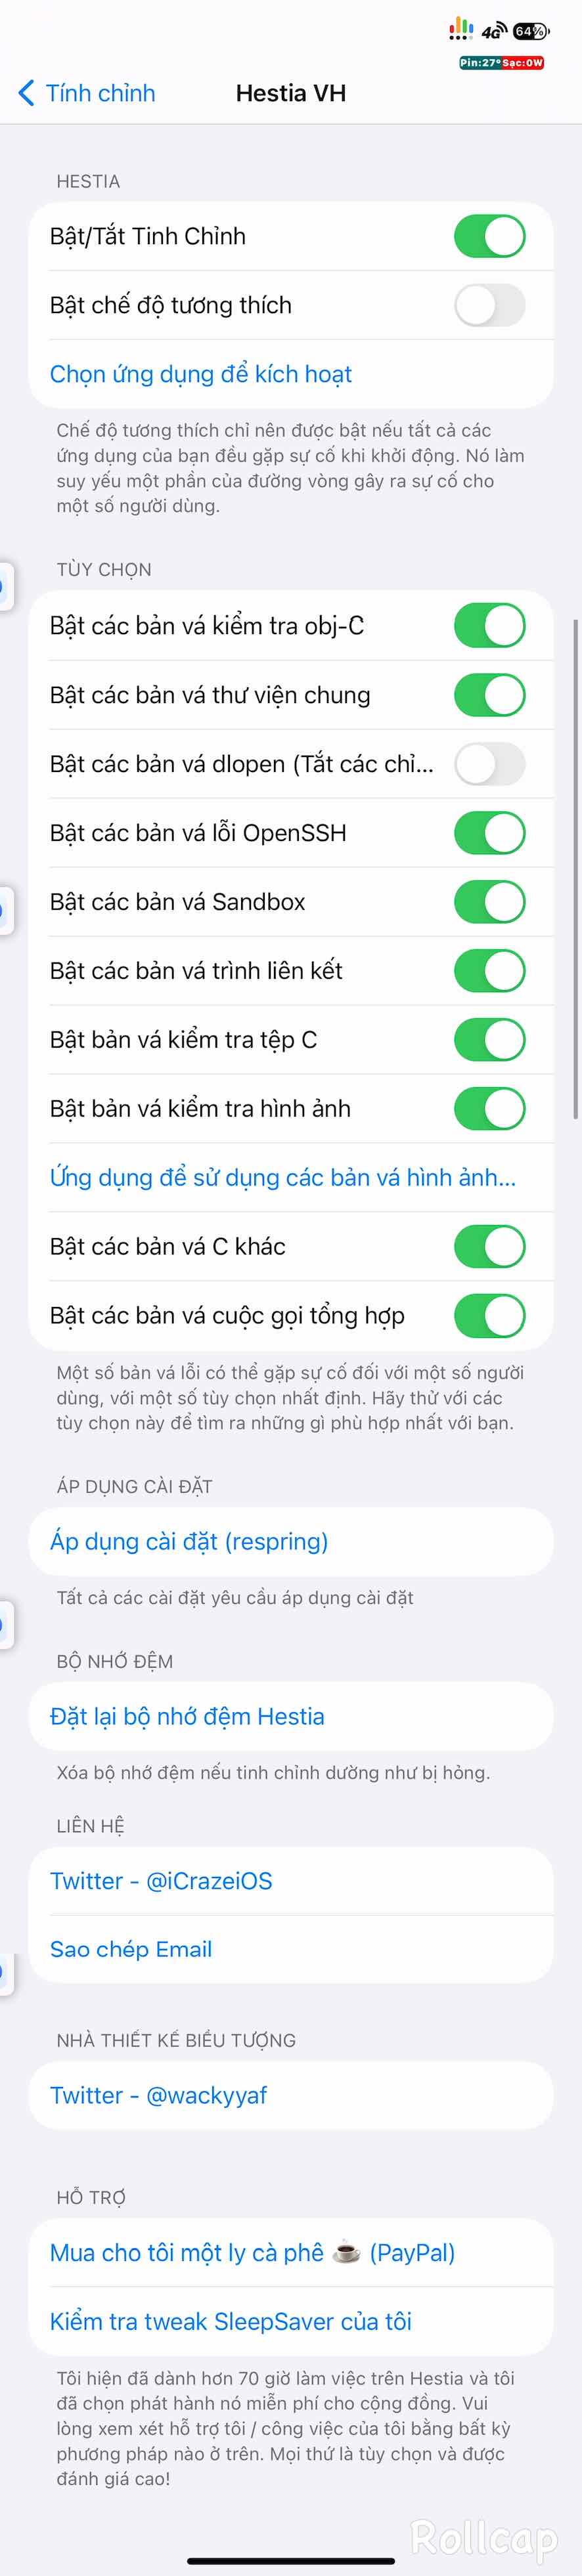 4G 64%
Pin:27° Sạc:0W
Tính chỉnh
Hestia VH
HESTIA
Bật/Tắt Tinh Chỉnh
Bật chế độ tương thích
Chọn ứng dụng để kích hoạt
Chế độ tương thích chỉ nên được bật nếu tất cả các
ứng dụng của bạn đều gặp sự cố khi khởi động. Nó làm
suy yếu một phần của đường vòng gây ra sự cố cho
một số người dùng.
TÙY CHỌN
Bật các bản vá kiểm tra obj-C
Bật các bản vá thư viện chung
Bật các bản vá dlopen (Tắt các chỉ...
Bật các bản vá lỗi OpenSSH
Bật các bản vá Sandbox
Bật các bản vá trình liên kết
Bật bản vá kiểm tra tệp C
Bật bản vá kiểm tra hình ảnh
Ứng dụng để sử dụng các bản vá hình ảnh...
Bật các bản vá C khác
Bật các bản vá cuộc gọi tổng hợp
Một số bản vá lỗi có thể gặp sự cố đối với một số người
dùng, với một số tùy chọn nhất định. Hãy thử với các
tùy chọn này để tìm ra những gì phù hợp nhất với bạn.
ÁP DỤNG CÀI ĐẶT
Áp dụng cài đặt (respring)
Tất cả các cài đặt yêu cầu áp dụng cài đặt
BỘ NHỚ ĐỆM
Đặt lại bộ nhớ đệm Hestia
Xóa bộ nhớ đệm nếu tinh chỉnh dường như bị hỏng.
LIÊN HỆ
Twitter - @iCrazeiOS
Sao chép Email
NHÀ THIẾT KẾ BIỂU TƯỢNG
Twitter - @wackyyaf
HỖ TRỢ
Mua cho tôi một ly cà phê ☕ (PayPal)
Kiểm tra tweak SleepSaver của tôi
Tôi hiện đã dành hơn 70 giờ làm việc trên Hestia và tôi
đã chọn phát hành nó miễn phí cho cộng đồng. Vui
lòng xem xét hỗ trợ tôi / công việc của tôi bằng bất kỳ
phương pháp nào ở trên. Mọi thứ là tùy chọn và được
đánh giá cao!
Rollcap